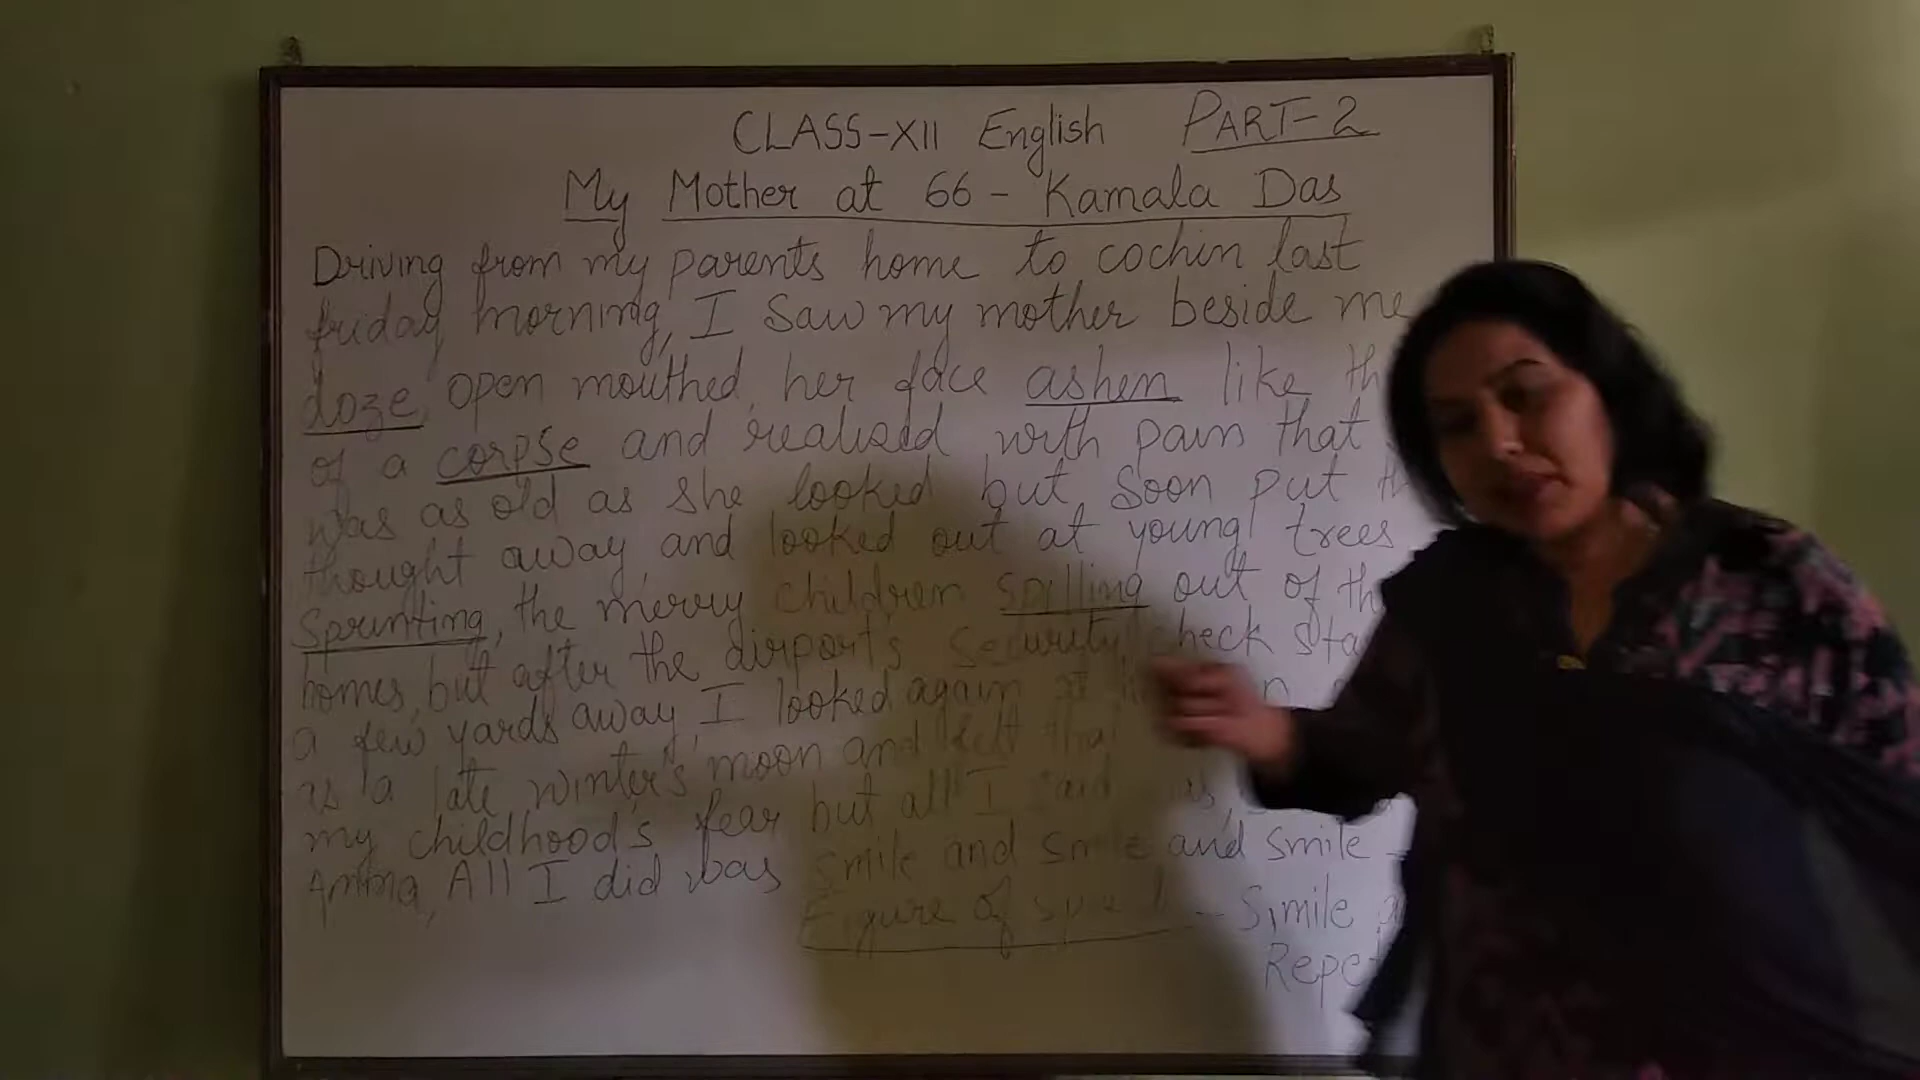 CLASS-XII English PART-2
My Mother at 66 - Kamala Das
Driving from my parents home to cochin last
friday morning, I Saw my mother beside me
doze, open mouthed, her face ashen like
of a corpse and realised with pain that
was as old as she looked but soon put
thought away, and looked out at young trees
Sprinting, the merry children spilling out of
homes, but after the airport's security check
a few yards away, I looked again at
as a late winter's moon and felt that
my childhood's fear but all I said was,
Amma, All I did was smile and smile and smile -
Figure of speech - Simile